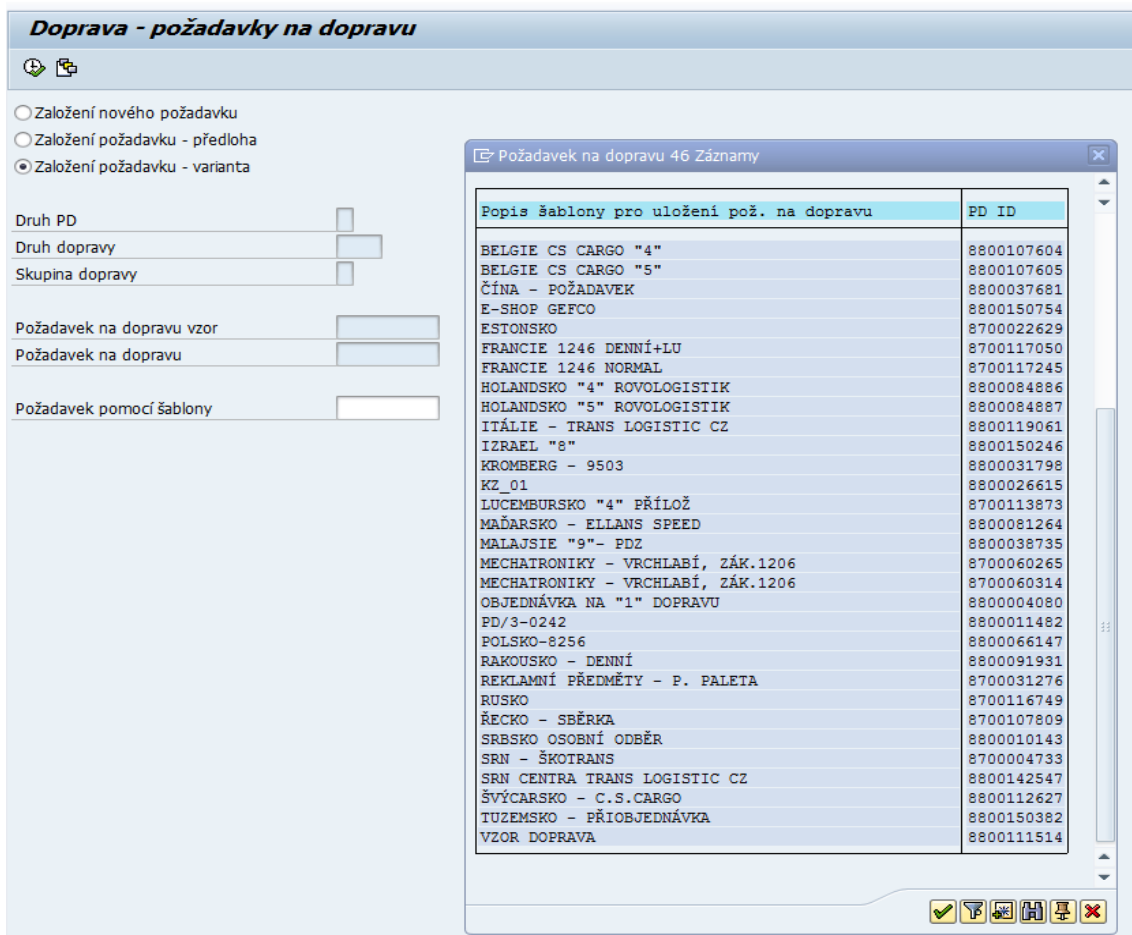 Doprava - požadavky na dopravu
Založení nového požadavku
Založení požadavku - předloha
Založení požadavku - varianta
Druh PD
Druh dopravy
Skupina dopravy
Požadavek na dopravu vzor
Požadavek na dopravu
Požadavek pomocí šablony
Požadavek na dopravu 46 Záznamy
Popis šablony pro uložení pož. na dopravu PD ID
BELGIE CS CARGO "4" 8800107604
BELGIE CS CARGO "5" 8800107605
ČÍNA - POŽADAVEK 8800037681
E-SHOP GEFCO 8800150754
ESTONSKO 8700022629
FRANCIE 1246 DENNÍ+LU 8700117050
FRANCIE 1246 NORMAL 8700117245
HOLANDSKO "4" ROVOLOGISTIK 8800084886
HOLANDSKO "5" ROVOLOGISTIK 8800084887
ITÁLIE - TRANS LOGISTIC CZ 8800119061
IZRAEL "8" 8800150246
KROMBERG - 9503 8800031798
KZ_01 8800026615
LUCEMBURSKO "4" PŘÍLOŽ 8700113873
MAĎARSKO - ELLANS SPEED 8800081264
MALAJSIE "9"- PDZ 8800038735
MECHATRONIKY - VRCHLABÍ, ZÁK.1206 8700060265
MECHATRONIKY - VRCHLABÍ, ZÁK.1206 8700060314
OBJEDNÁVKA NA "1" DOPRAVU 8800004080
PD/3-0242 8800011482
POLSKO-8256 8800066147
RAKOUSKO - DENNÍ 8800091931
REKLAMNÍ PŘEDMĚTY - P. PALETA 8700031276
RUSKO 8700116749
ŘECKO - SBĚRKA 8700107809
SRBSKO OSOBNÍ ODBĚR 8800010143
SRN - ŠKOTRANS 8700004733
SRN CENTRA TRANS LOGISTIC CZ 8800142547
ŠVÝCARSKO - C.S.CARGO 8800112627
TUZEMSKO - PŘIOBJEDNÁVKA 8800150382
VZOR DOPRAVA 8800111514